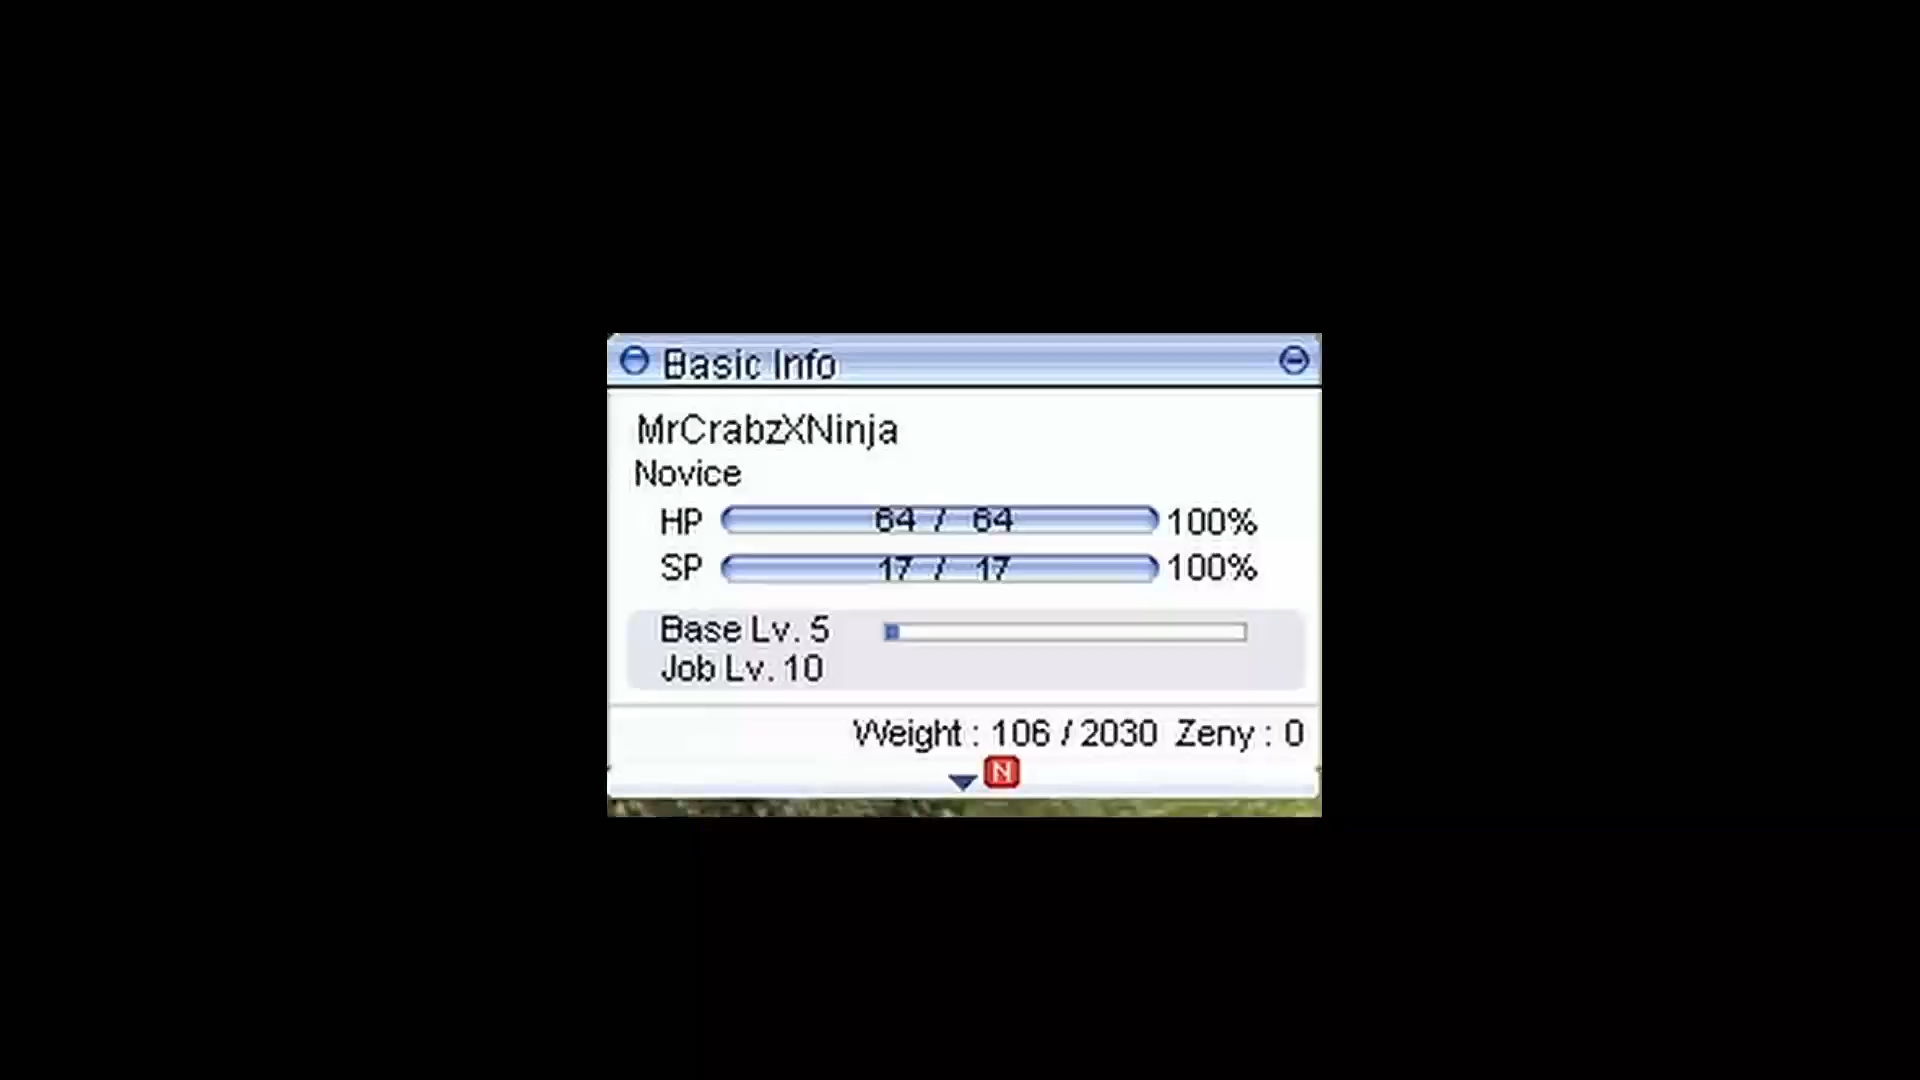 Basic Info
MrCrabzXNinja
Novice
HP 64 / 64 100%
SP 17 / 17 100%
Base Lv. 5
Job Lv. 10
Weight : 106 / 2030 Zeny : 0
N